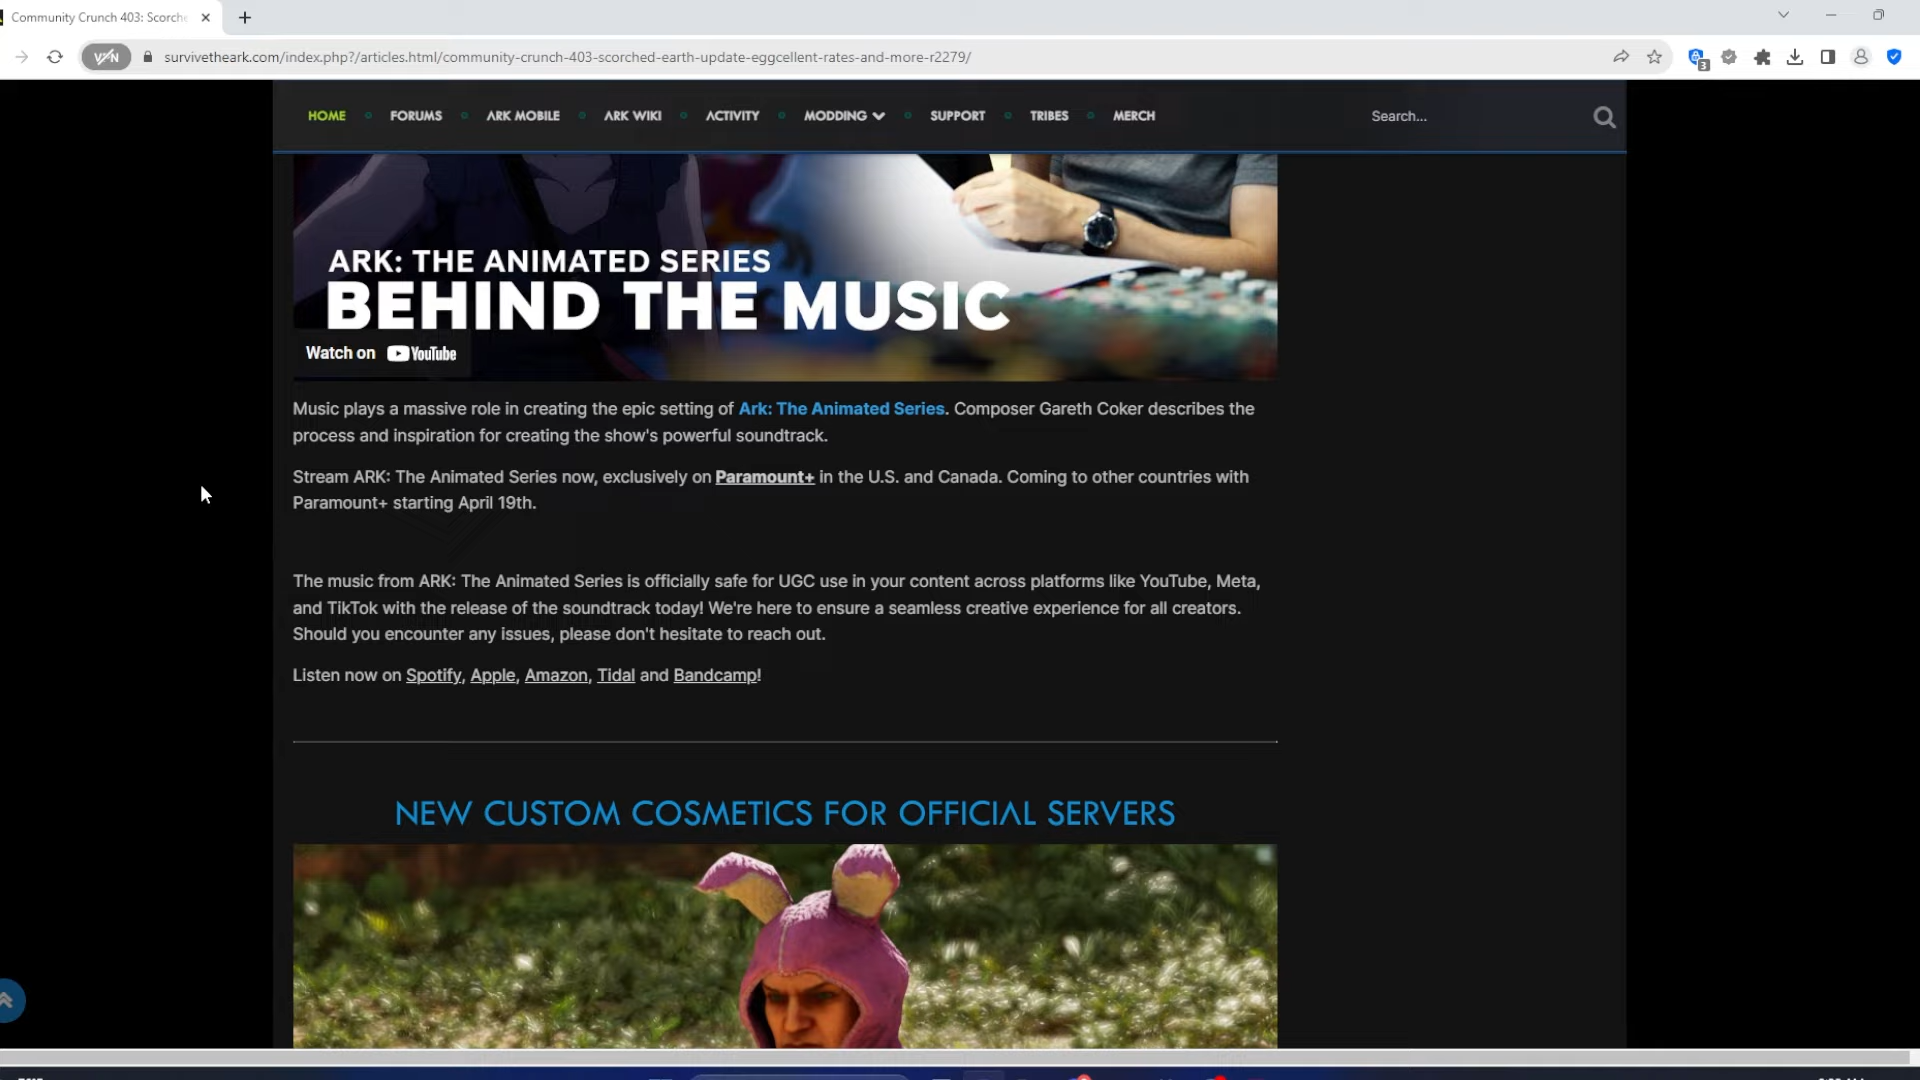 Community Crunch 403: Scorche
VPN
survivetheark.com/index.php?/articles.html/community-crunch-403-scorched-earth-update-eggcellent-rates-and-more-r2279/
3
HOME FORUMS ARK MOBILE ARK WIKI ACTIVITY MODDING SUPPORT TRIBES MERCH Search...
ARK: THE ANIMATED SERIES
BEHIND THE MUSIC
Watch on YouTube
Music plays a massive role in creating the epic setting of Ark: The Animated Series. Composer Gareth Coker describes the
process and inspiration for creating the show's powerful soundtrack.
Stream ARK: The Animated Series now, exclusively on Paramount+ in the U.S. and Canada. Coming to other countries with
Paramount+ starting April 19th.
The music from ARK: The Animated Series is officially safe for UGC use in your content across platforms like YouTube, Meta,
and TikTok with the release of the soundtrack today! We're here to ensure a seamless creative experience for all creators.
Should you encounter any issues, please don't hesitate to reach out.
Listen now on Spotify, Apple, Amazon, Tidal and Bandcamp!
NEW CUSTOM COSMETICS FOR OFFICIAL SERVERS